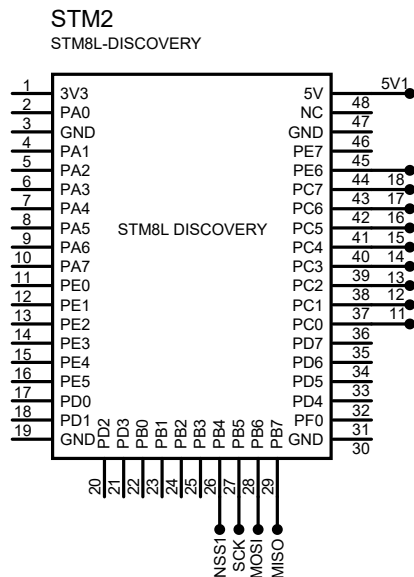 STM2
STM8L-DISCOVERY
1 3V3 5V 48 5V1
2 PA0 NC 47
3 GND GND 46
4 PA1 PE7 45
5 PA2 PE6 44
6 PA3 PC7 43 18
7 PA4 PC6 42 17
8 PA5 STM8L DISCOVERY PC5 41 16
9 PA6 PC4 40 15
10 PA7 PC3 39 14
11 PE0 PC2 38 13
12 PE1 PC1 37 12
13 PE2 PC0 36 11
14 PE3 PD7 35
15 PE4 PD6 34
16 PE5 PD5 33
17 PD0 PD4 32
18 PD1 PF0 31
19 GND GND 30
PD2 PD3 PB0 PB1 PB2 PB3 PB4 PB5 PB6 PB7
20 21 22 23 24 25 26 27 28 29
NSS1 SCK MOSI MISO